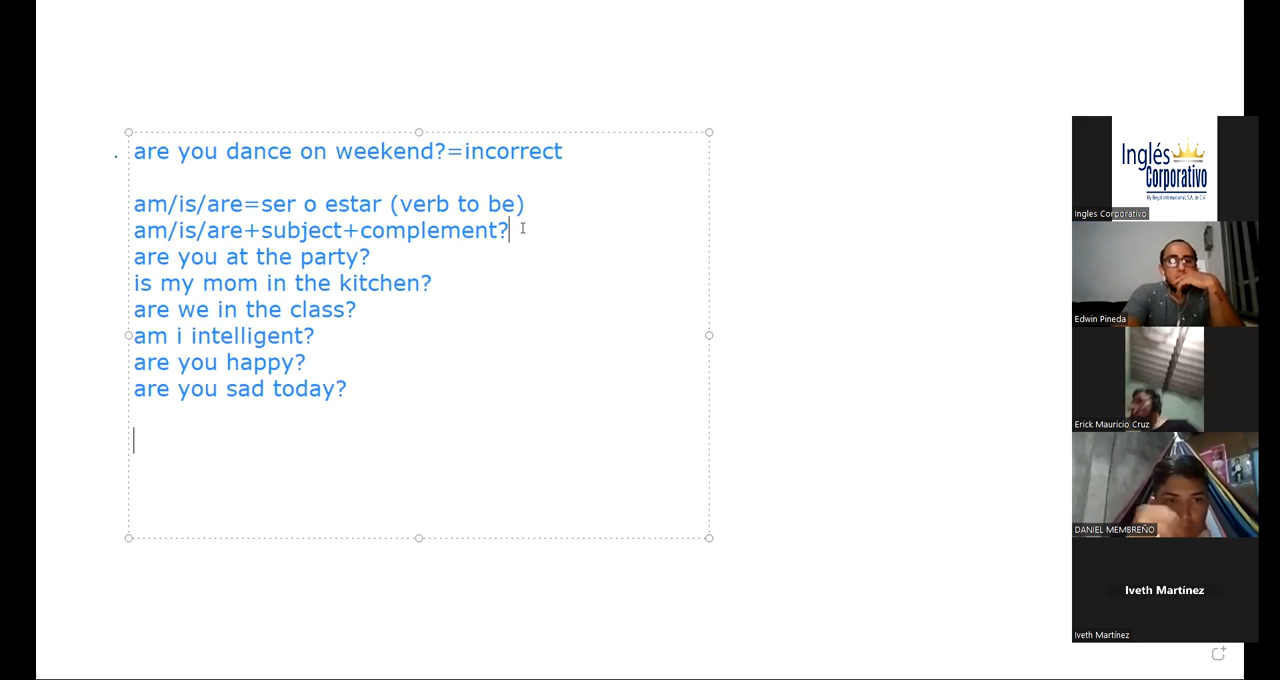 are you dance on weekend?=incorrect
am/is/are=ser o estar (verb to be)
am/is/are+subject+complement?
are you at the party?
is my mom in the kitchen?
are we in the class?
am i intelligent?
are you happy?
are you sad today?
Inglés
Corporativo
Ingles Corporativo
Edwin Pineda
Erick Mauricio Cruz
DANIEL MEMBREÑO
Iveth Martínez
Iveth Martínez